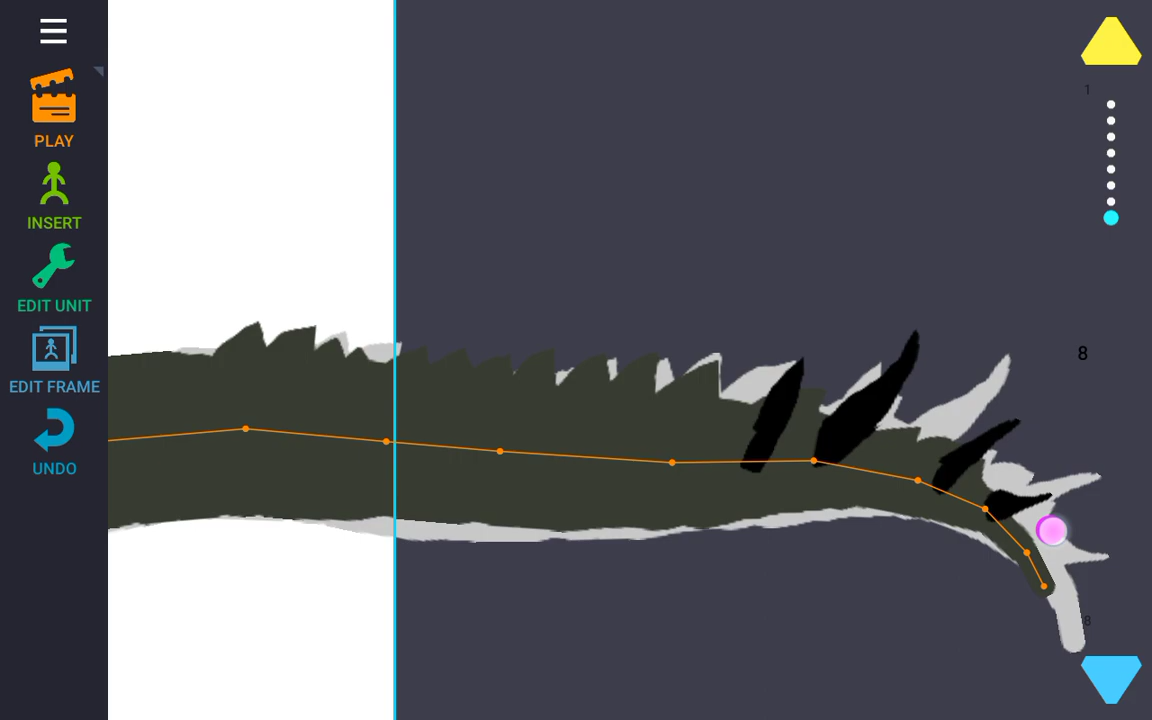 PLAY
INSERT
EDIT UNIT
EDIT FRAME
UNDO
1
8
8